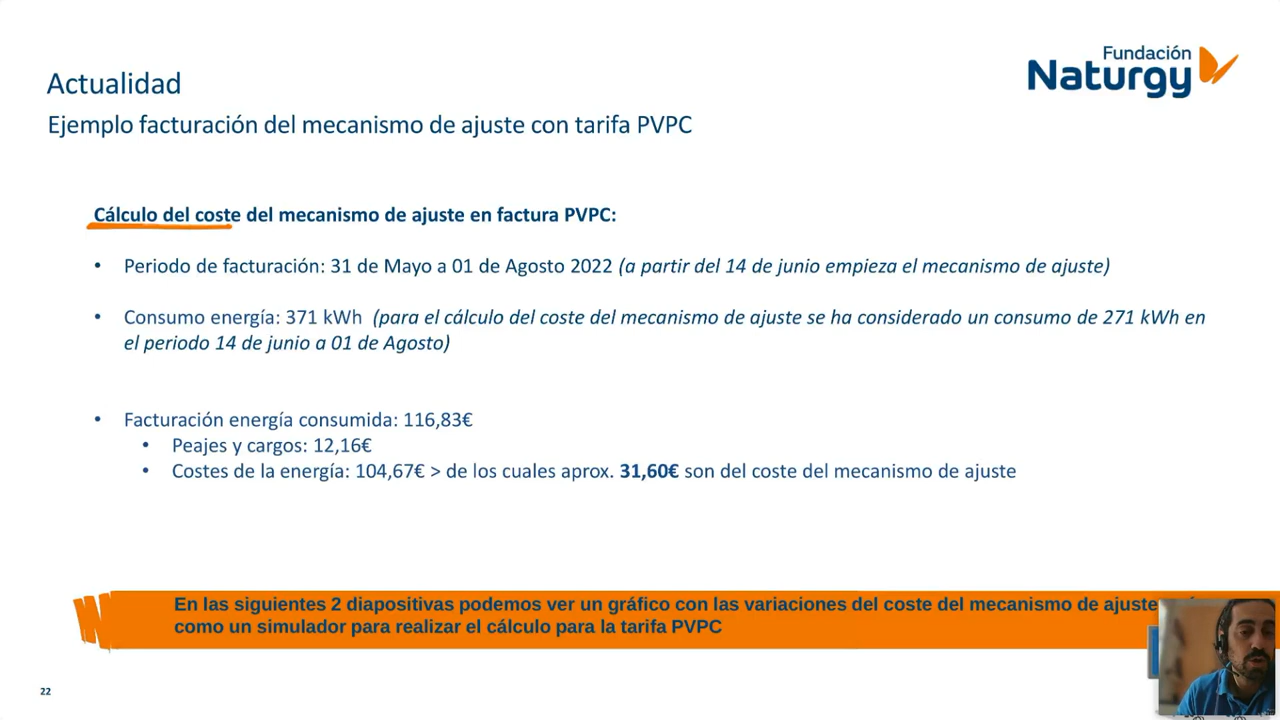 Fundación
Naturgy
Actualidad
Ejemplo facturación del mecanismo de ajuste con tarifa PVPC
Cálculo del coste del mecanismo de ajuste en factura PVPC:
• Periodo de facturación: 31 de Mayo a 01 de Agosto 2022 (a partir del 14 de junio empieza el mecanismo de ajuste)
• Consumo energía: 371 kWh (para el cálculo del coste del mecanismo de ajuste se ha considerado un consumo de 271 kWh en
el periodo 14 de junio a 01 de Agosto)
• Facturación energía consumida: 116,83€
• Peajes y cargos: 12,16€
• Costes de la energía: 104,67€ > de los cuales aprox. 31,60€ son del coste del mecanismo de ajuste
En las siguientes 2 diapositivas podemos ver un gráfico con las variaciones del coste del mecanismo de ajuste
como un simulador para realizar el cálculo para la tarifa PVPC
22